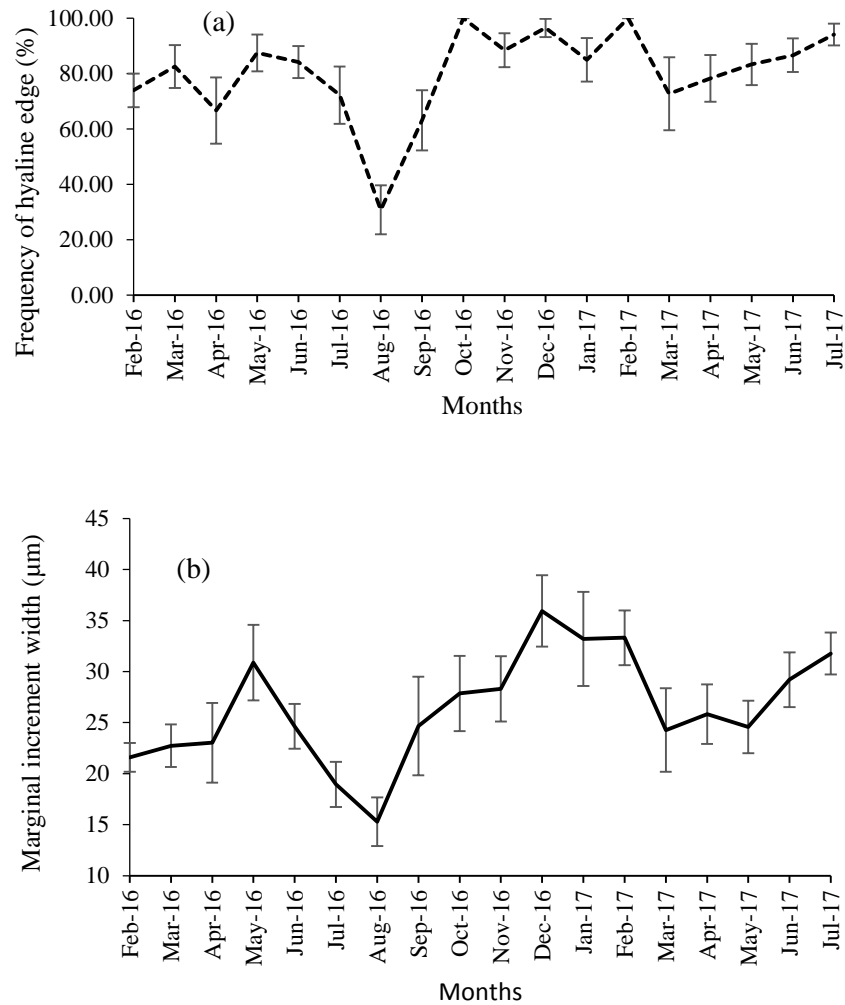 (a)
Frequency of hyaline edge (%)
100.00
80.00
60.00
40.00
20.00
0.00
Feb-16
Mar-16
Apr-16
May-16
Jun-16
Jul-16
Aug-16
Sep-16
Oct-16
Nov-16
Dec-16
Jan-17
Feb-17
Mar-17
Apr-17
May-17
Jun-17
Jul-17
Months
(b)
Marginal increment width (µm)
45
40
35
30
25
20
15
10
Feb-16
Mar-16
Apr-16
May-16
Jun-16
Jul-16
Aug-16
Sep-16
Oct-16
Nov-16
Dec-16
Jan-17
Feb-17
Mar-17
Apr-17
May-17
Jun-17
Jul-17
Months